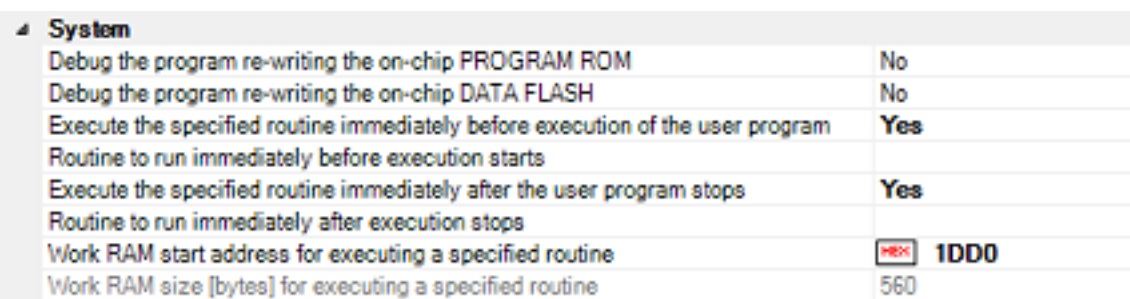 System
Debug the program re-writing the on-chip PROGRAM ROM No
Debug the program re-writing the on-chip DATA FLASH No
Execute the specified routine immediately before execution of the user program Yes
Routine to run immediately before execution starts
Execute the specified routine immediately after the user program stops Yes
Routine to run immediately after execution stops
Work RAM start address for executing a specified routine HEX 1DD0
Work RAM size [bytes] for executing a specified routine 560